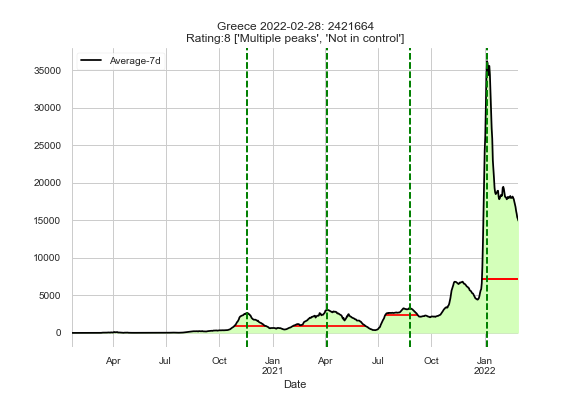 Greece 2022-02-28: 2421664
Rating:8 ['Multiple peaks', 'Not in control']
Average-7d
35000
30000
25000
20000
15000
10000
5000
0
Apr Jul Oct Jan Apr Jul Oct Jan
2021 2022
Date